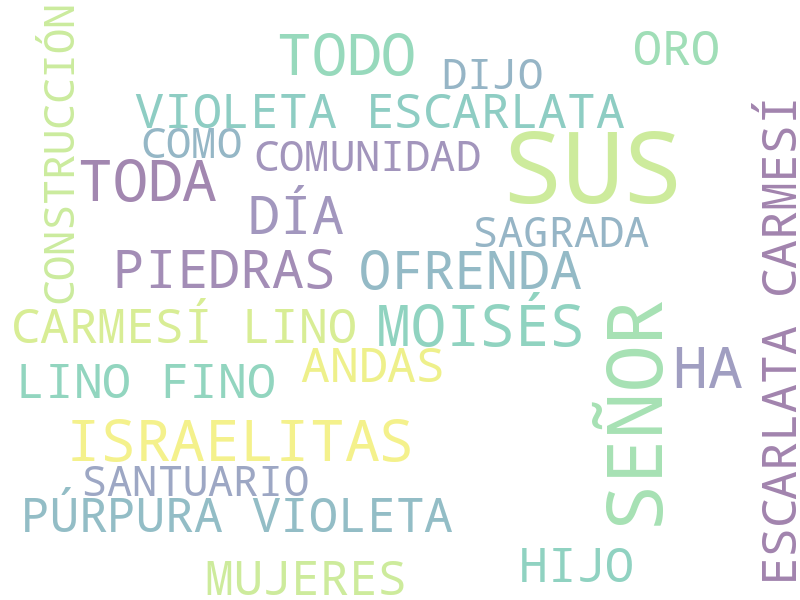 CONSTRUCCIÓN
TODO
ORO
DIJO
VIOLETA ESCARLATA
COMO
COMUNIDAD
SUS
TODA
DÍA
SAGRADA
PIEDRAS
OFRENDA
CARMESÍ LINO
MOISÉS
SEÑOR
HA
ESCARLATA CARMESÍ
ANDAS
LINO FINO
ISRAELITAS
SANTUARIO
PÚRPURA VIOLETA
MUJERES
HIJO